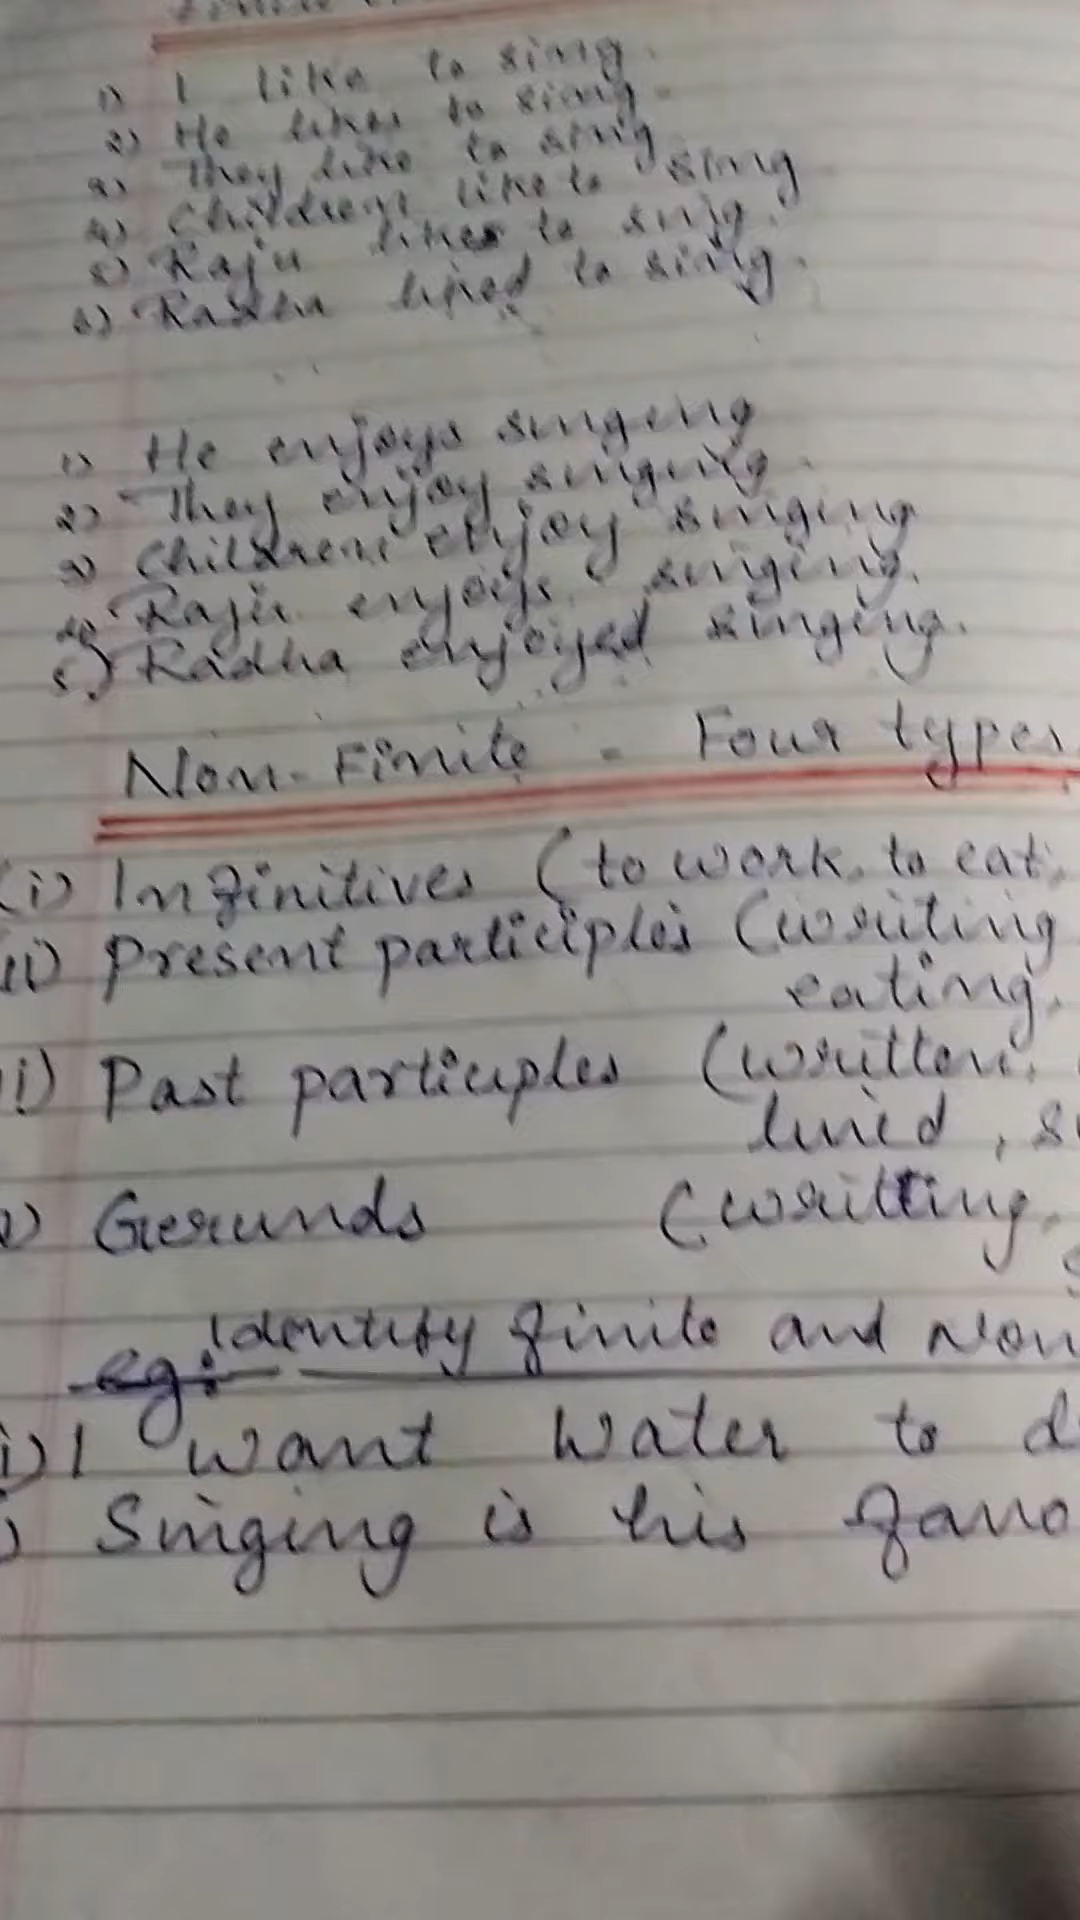 1) I like to sing.
2) He likes to sing.
3) They like to sing
4) Children like to sing
5) Raju likes to sing.
6) Radha liked to sing.
1) He enjoys singing
2) They enjoy singing.
3) Children enjoy singing
4) Raju enjoys singing.
5) Radha enjoyed singing.
Non-Finite - Four types
(i) Infinitives (to work, to eat,
ii) Present participles (writing
eating,
i) Past participles (written,
lined, s
v) Gerunds (writting,
eg: Identify finite and Non
i) I want Water to d
) Singing is his favo